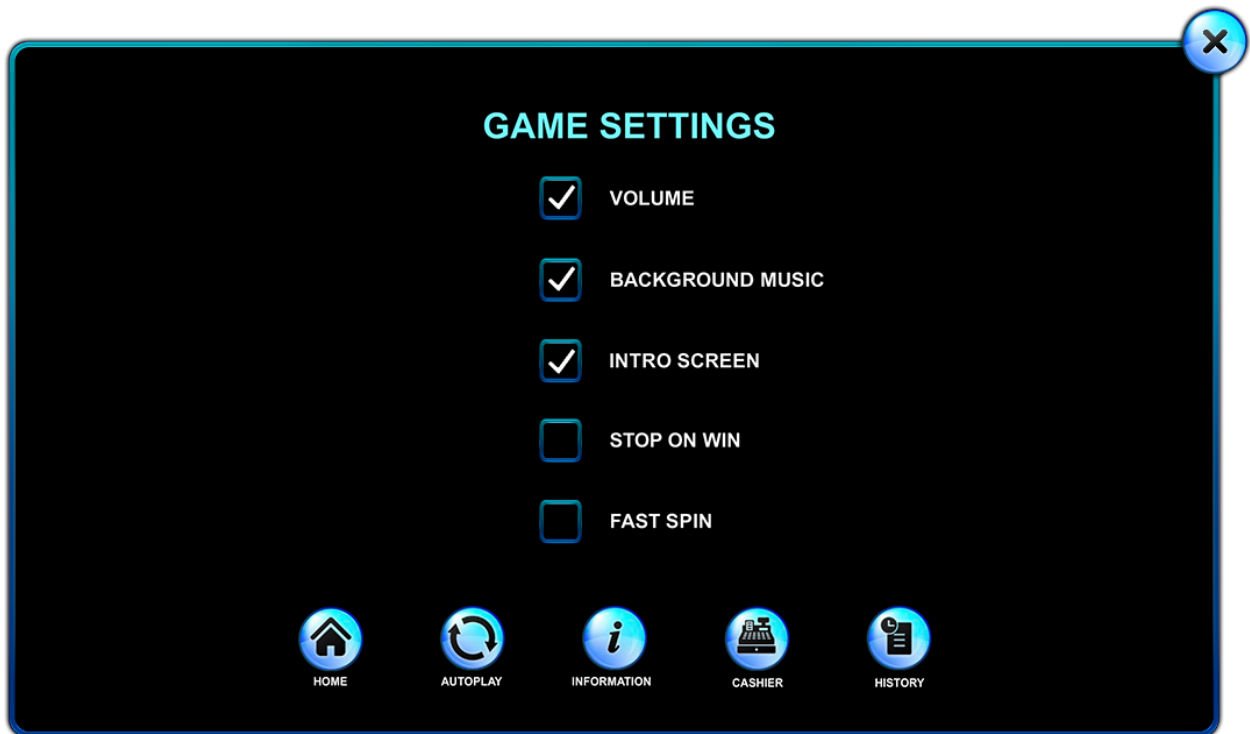 GAME SETTINGS
VOLUME
BACKGROUND MUSIC
INTRO SCREEN
STOP ON WIN
FAST SPIN
HOME AUTOPLAY INFORMATION CASHIER HISTORY